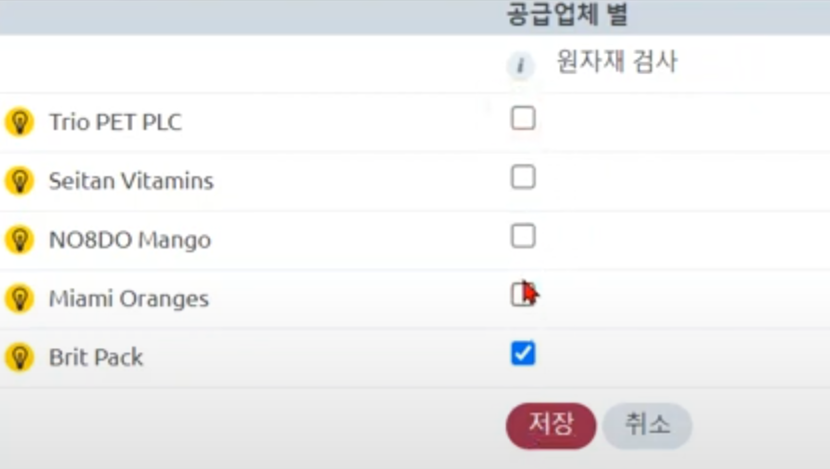 공급업체 별
i 원자재 검사
Trio PET PLC
Seitan Vitamins
NO8DO Mango
Miami Oranges
Brit Pack
저장 취소